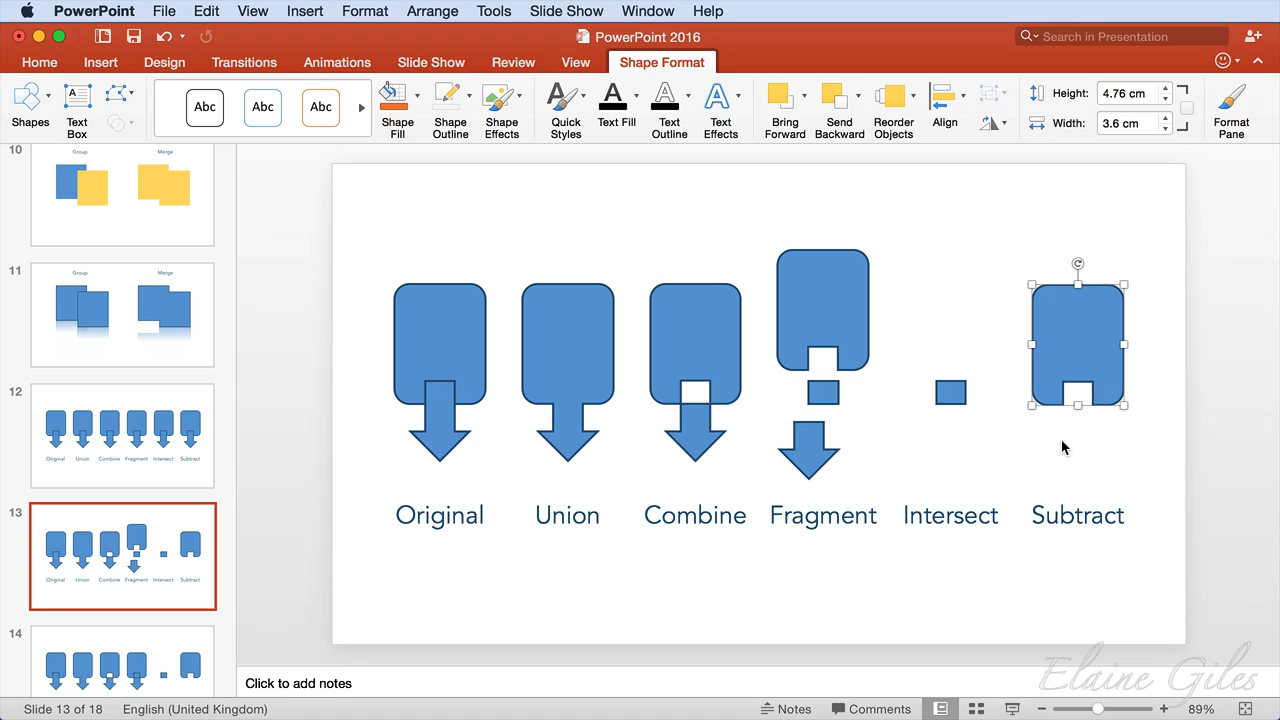 PowerPoint File Edit View Insert Format Arrange Tools Slide Show Window Help
PowerPoint 2016
Search in Presentation
Home Insert Design Transitions Animations Slide Show Review View Shape Format
Shapes
Text Box
Abc Abc Abc
Shape Fill
Shape Outline
Shape Effects
Quick Styles
Text Fill
Text Outline
Text Effects
Bring Forward
Send Backward
Reorder Objects
Align
Height: 4.76 cm
Width: 3.6 cm
Format Pane
10
Group Merge
11
Group Merge
12
Original Union Combine Fragment Intersect Subtract
13
Original Union Combine Fragment Intersect Subtract
14
Original Union Combine Fragment Intersect Subtract
Click to add notes
Elaine Giles
Slide 13 of 18 English (United Kingdom) Notes Comments 89%